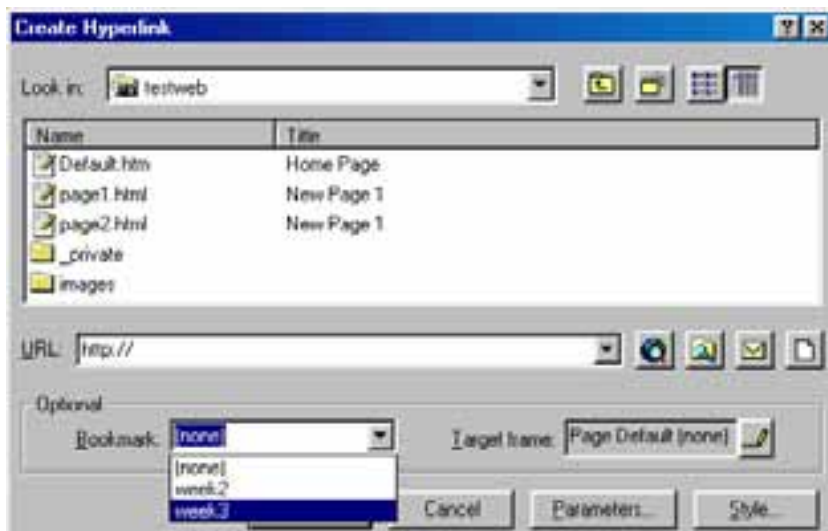 Create Hyperlink
Look in: testweb
Name Title
Default.htm Home Page
page1.html New Page 1
page2.html New Page 1
_private
images
URL: http://
Optional
Bookmark: (none) Target frame: Page Default (none)
(none)
week2
week3
Cancel Parameters... Style...